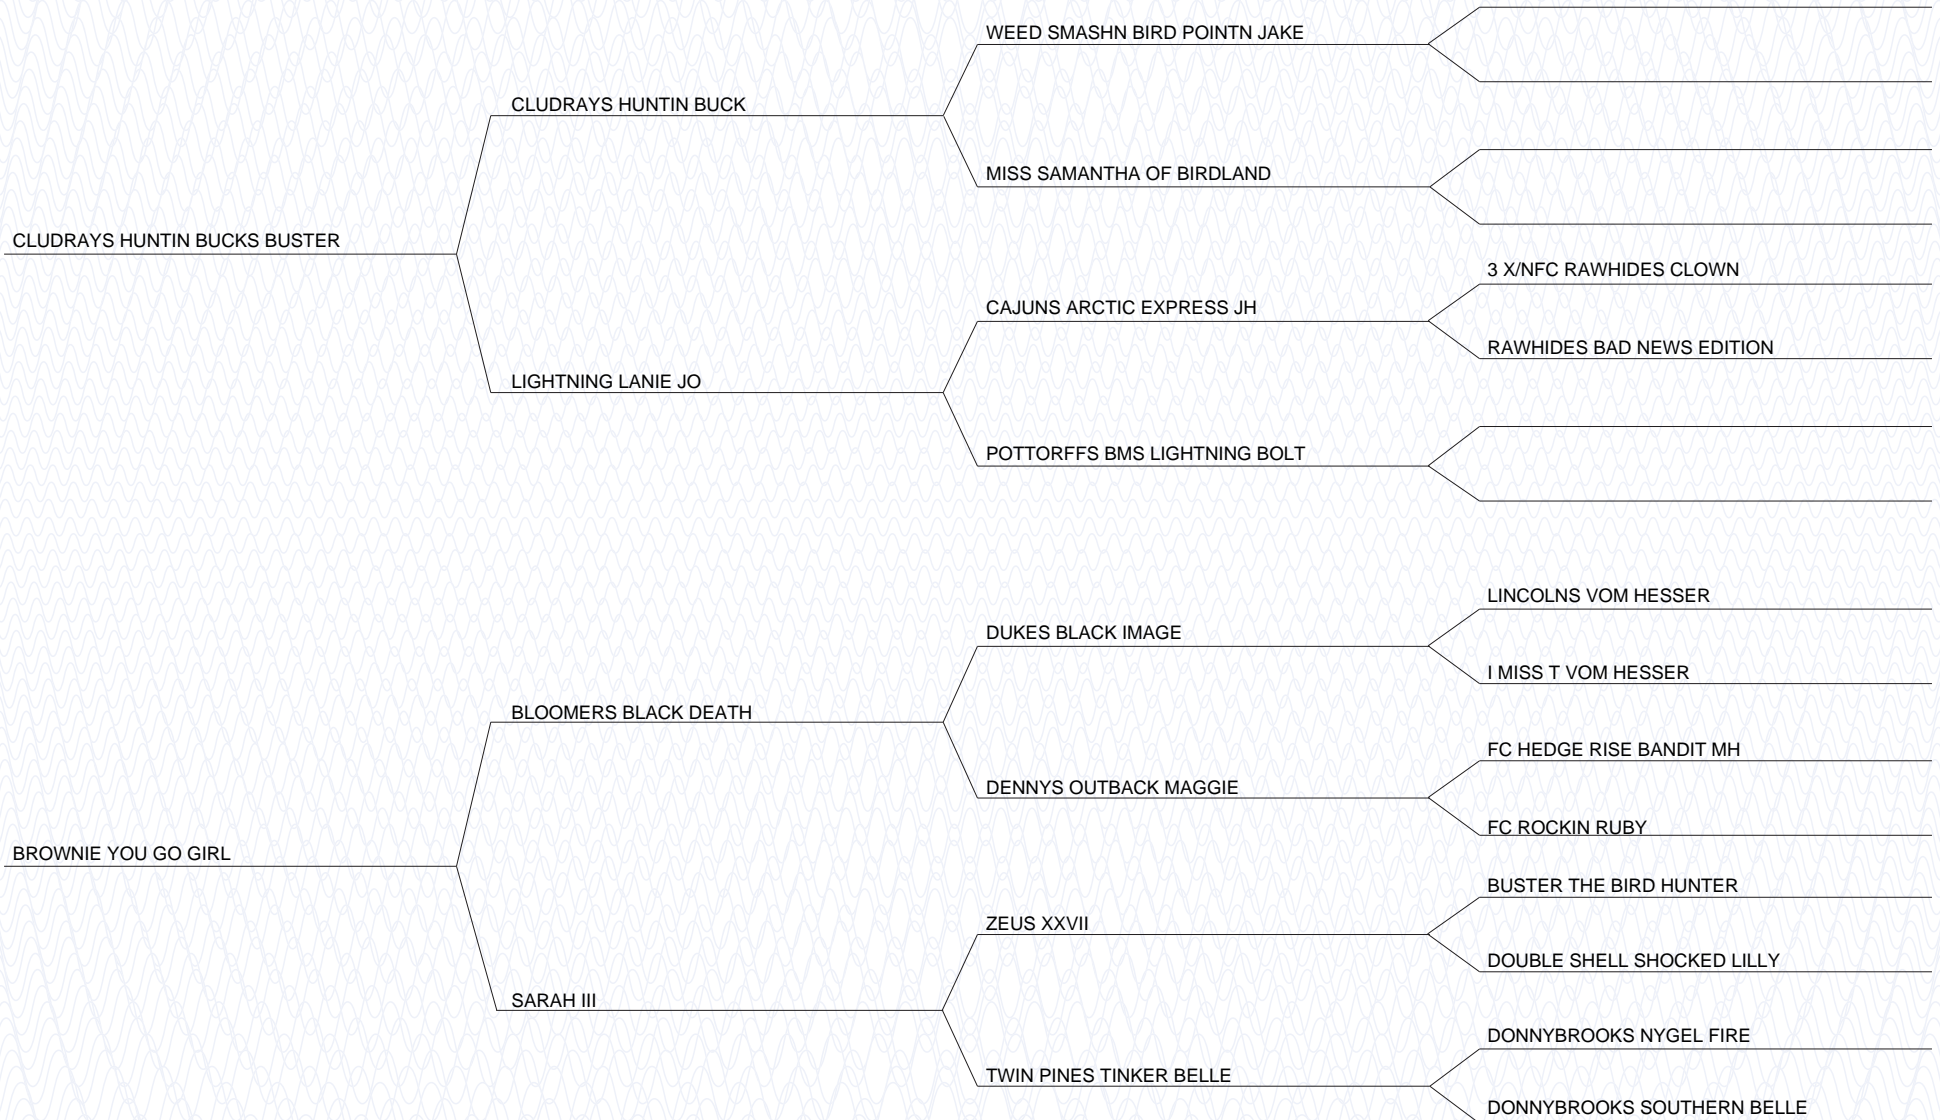 WEED SMASHN BIRD POINTN JAKE
CLUDRAYS HUNTIN BUCK
MISS SAMANTHA OF BIRDLAND
CLUDRAYS HUNTIN BUCKS BUSTER
3 X/NFC RAWHIDES CLOWN
CAJUNS ARCTIC EXPRESS JH
RAWHIDES BAD NEWS EDITION
LIGHTNING LANIE JO
POTTORFFS BMS LIGHTNING BOLT
LINCOLNS VOM HESSER
DUKES BLACK IMAGE
I MISS T VOM HESSER
BLOOMERS BLACK DEATH
FC HEDGE RISE BANDIT MH
DENNYS OUTBACK MAGGIE
FC ROCKIN RUBY
BROWNIE YOU GO GIRL
BUSTER THE BIRD HUNTER
ZEUS XXVII
DOUBLE SHELL SHOCKED LILLY
SARAH III
DONNYBROOKS NYGEL FIRE
TWIN PINES TINKER BELLE
DONNYBROOKS SOUTHERN BELLE